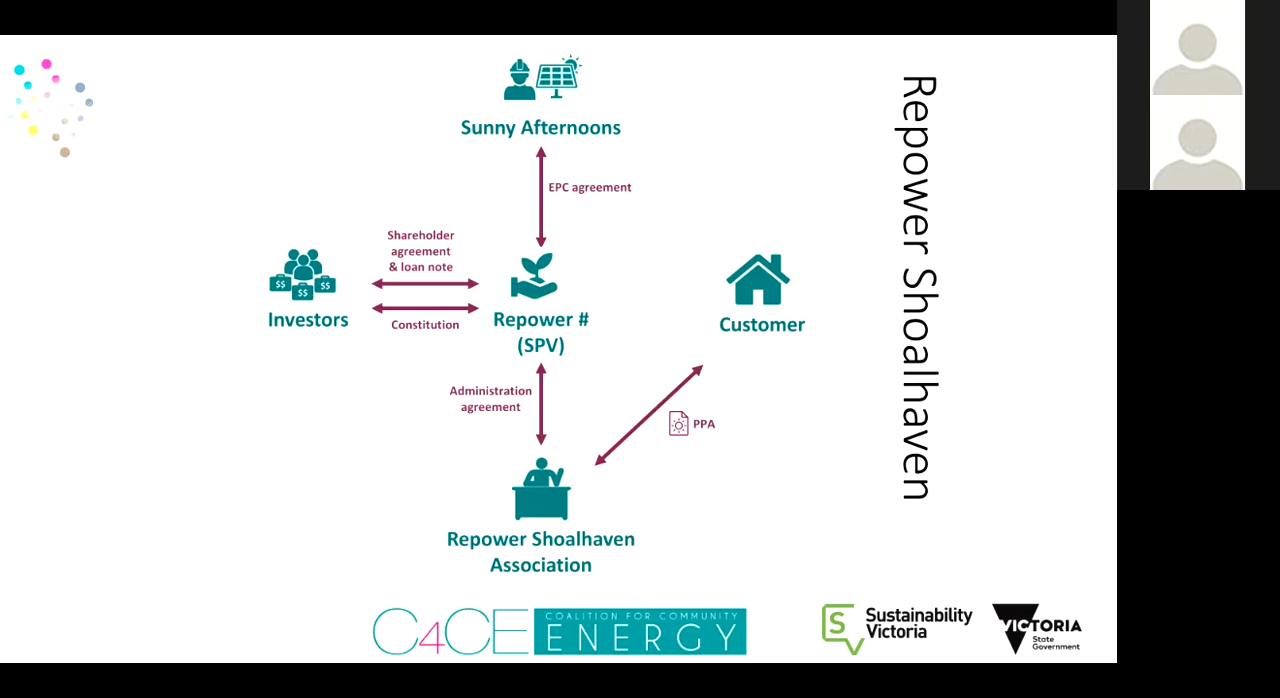 Repower Shoalhaven
Sunny Afternoons
EPC agreement
Shareholder
agreement
& loan note
$$
$$
$$
Investors
Constitution
Repower #
(SPV)
Customer
Administration
agreement
PPA
Repower Shoalhaven
Association
C4CE
COALITION FOR COMMUNITY
ENERGY
S
Sustainability
Victoria
VICTORIA
State
Government